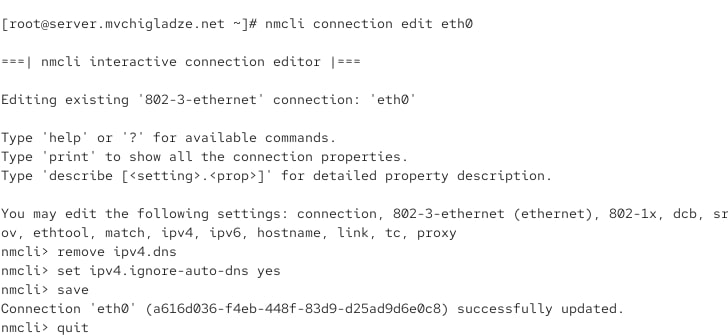 [root@server.mvchigladze.net ~]# nmcli connection edit eth0
===| nmcli interactive connection editor |===
Editing existing '802-3-ethernet' connection: 'eth0'
Type 'help' or '?' for available commands.
Type 'print' to show all the connection properties.
Type 'describe [<setting>.<prop>]' for detailed property description.
You may edit the following settings: connection, 802-3-ethernet (ethernet), 802-1x, dcb, sr
ov, ethtool, match, ipv4, ipv6, hostname, link, tc, proxy
nmcli> remove ipv4.dns
nmcli> set ipv4.ignore-auto-dns yes
nmcli> save
Connection 'eth0' (a616d036-f4eb-448f-83d9-d25ad9d6e0c8) successfully updated.
nmcli> quit